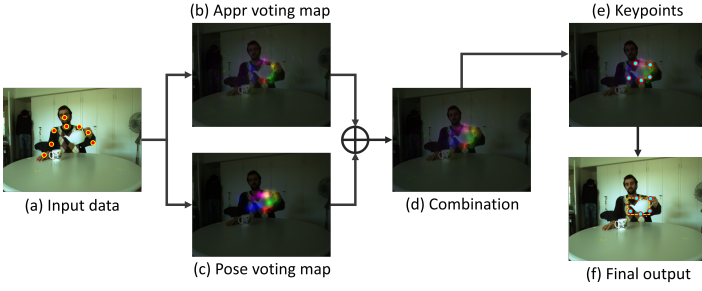 (b) Appr voting map
(e) Keypoints
(a) Input data
(d) Combination
(c) Pose voting map
(f) Final output